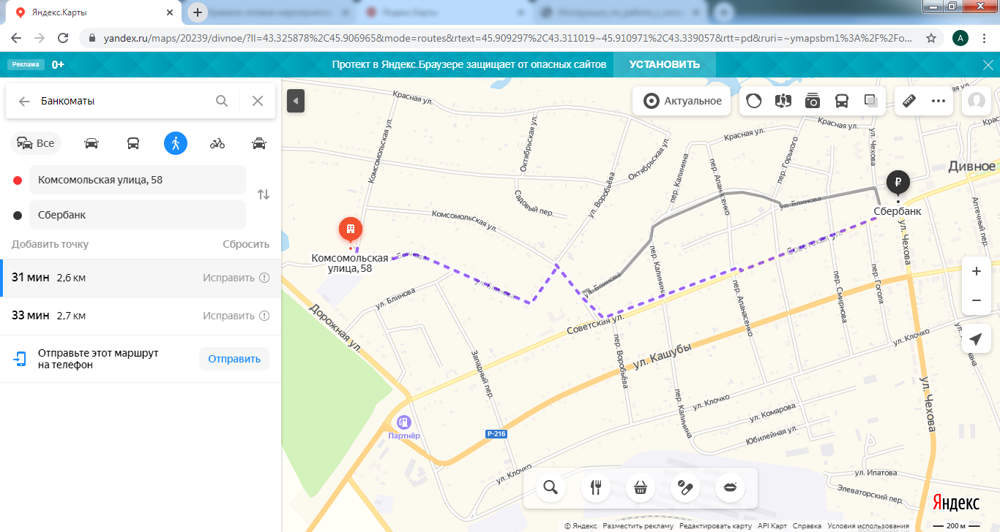 Яндекс.Карты
Яндекс.Карты
yandex.ru/maps/20239/divnoe/?ll=43.325878%2C45.906965&mode=routes&rtext=45.909297%2C43.311019~45.910971%2C43.339057&rtt=pd&ruri=~ymapsbm1%3A%2F%2Fo...
A
Реклама
0+
Протект в Яндекс.Браузере защищает от опасных сайтов
УСТАНОВИТЬ
Банкоматы
Все
Комсомольская улица, 58
Сбербанк
Добавить точку
Сбросить
31 мин 2,6 км
Исправить
33 мин 2,7 км
Исправить
Отправьте этот маршрут
на телефон
Отправить
Актуальное
Красная ул.
Комсомольская ул.
Октябрьская ул.
Октябрьская ул.
Садовый пер.
ул. Воробьёва
пер. Калинина
Красная ул.
пер. Апанасенко
пер. Горького
Красная ул.
ул. Чехова
Дивное
Аптечный пер.
Комсомольская ул.
ул. Блинова
Сбербанк
Советская ул.
ул. Чехова
Комсомольская
улица, 58
ул. Блинова
ул. Блинова
ул. Блинова
ул. Блинова
пер. Калинина
пер. Апанасенко
пер. Смирнова
пер. Гоголя
Дорожная ул.
Советская ул.
Западный пер.
пер. Воробьёва
ул. Кашубы
ул. Клочко
ул. Чехова
пер. Калинина
ул. Клочко
ул. Комарова
Юбилейная ул.
Партнёр
Р-216
ул. Клочко
ул. Ипатова
Элеваторский пер.
Яндекс
© Яндекс Разместить рекламу Редактировать карту API Карт Справка Условия использования
200 м